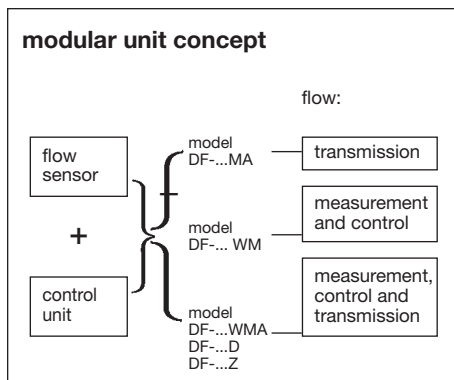 modular unit concept
flow:
flow
sensor
+
control
unit
model
DF-...MA
transmission
model
DF-... WM
measurement
and control
model
DF-...WMA
DF-...D
DF-...Z
measurement,
control and
transmission